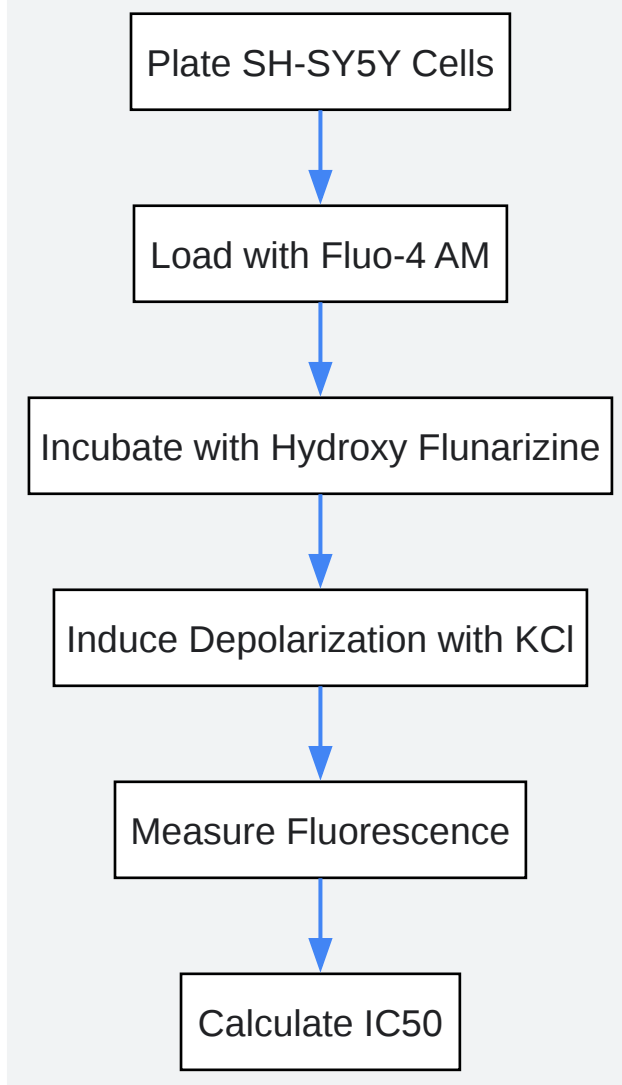 Plate SH-SY5Y Cells
Load with Fluo-4 AM
Incubate with Hydroxy Flunarizine
Induce Depolarization with KCl
Measure Fluorescence
Calculate IC50